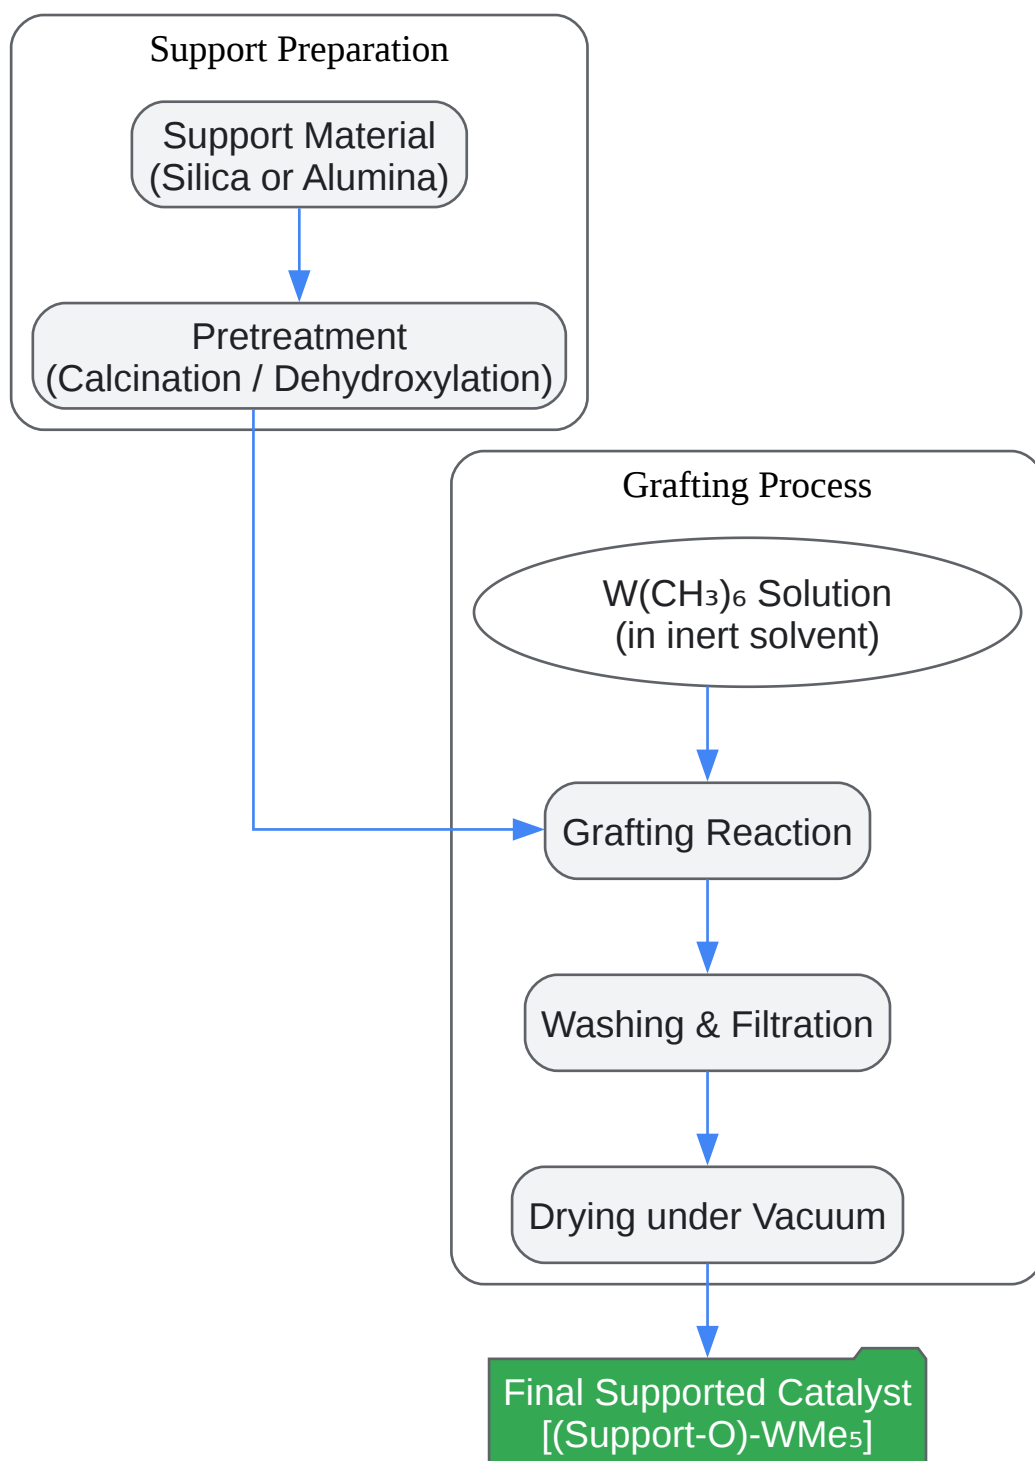 Support Preparation
Support Material
(Silica or Alumina)
Pretreatment
(Calcination / Dehydroxylation)
Grafting Process
W(CH₃)₆ Solution
(in inert solvent)
Grafting Reaction
Washing & Filtration
Drying under Vacuum
Final Supported Catalyst
[(Support-O)-WMe₅]